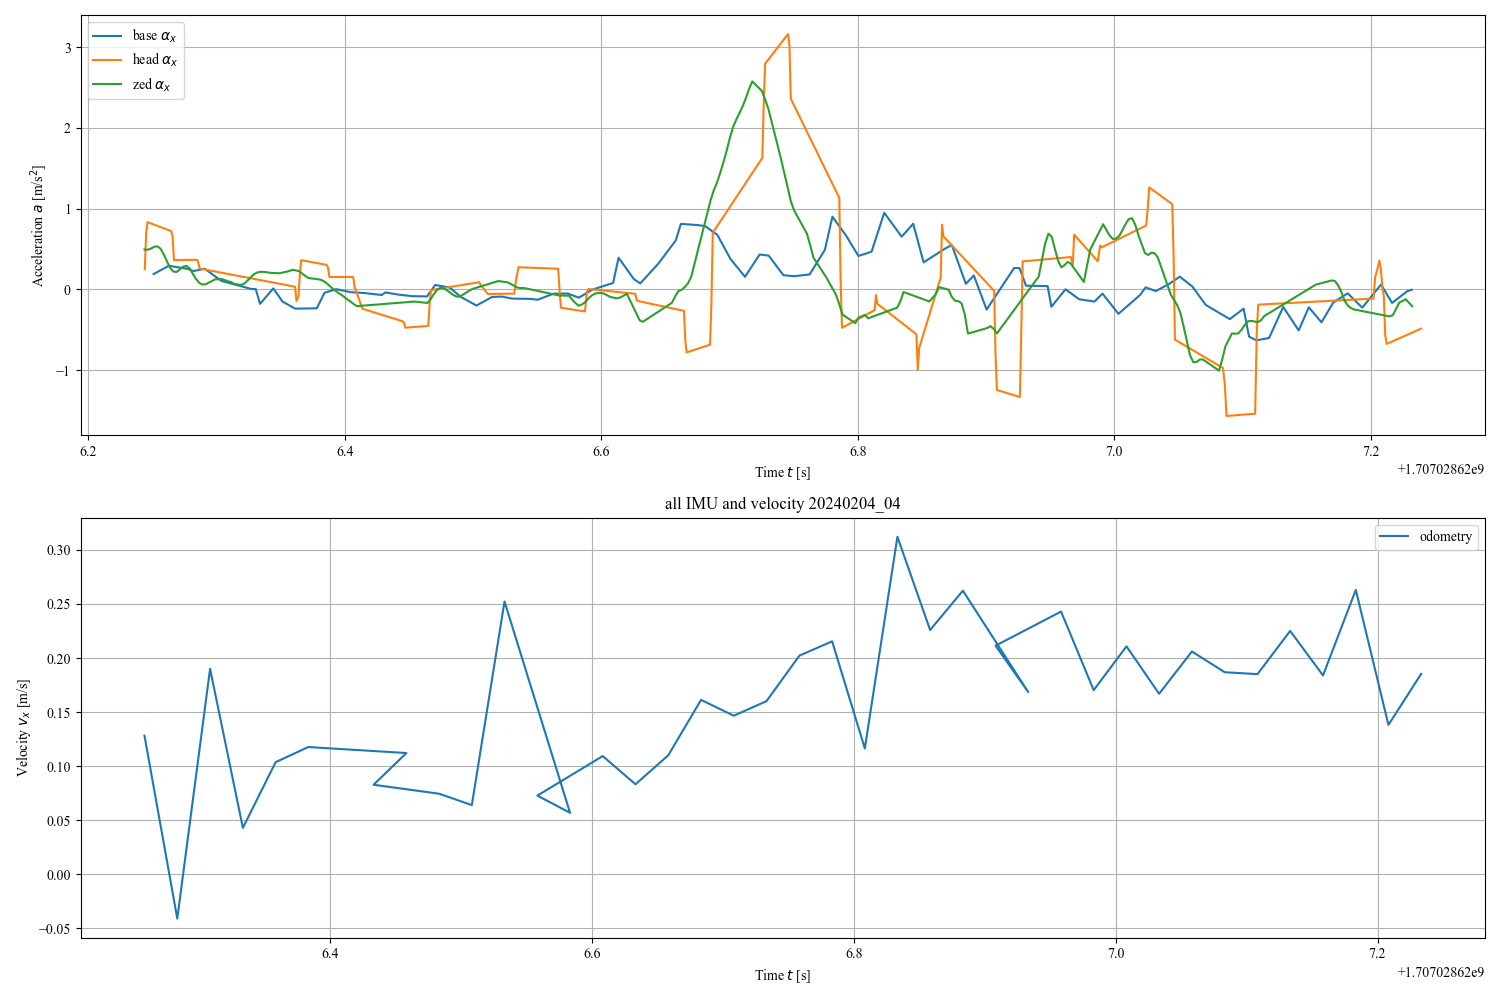 base αx
head αx
zed αx
Acceleration a [m/s²]
3
2
1
0
−1
6.2 6.4 6.6 6.8 7.0 7.2
Time t [s]
+1.70702862e9
all IMU and velocity 20240204_04
odometry
Velocity vx [m/s]
0.30
0.25
0.20
0.15
0.10
0.05
0.00
−0.05
6.4 6.6 6.8 7.0 7.2
Time t [s]
+1.70702862e9